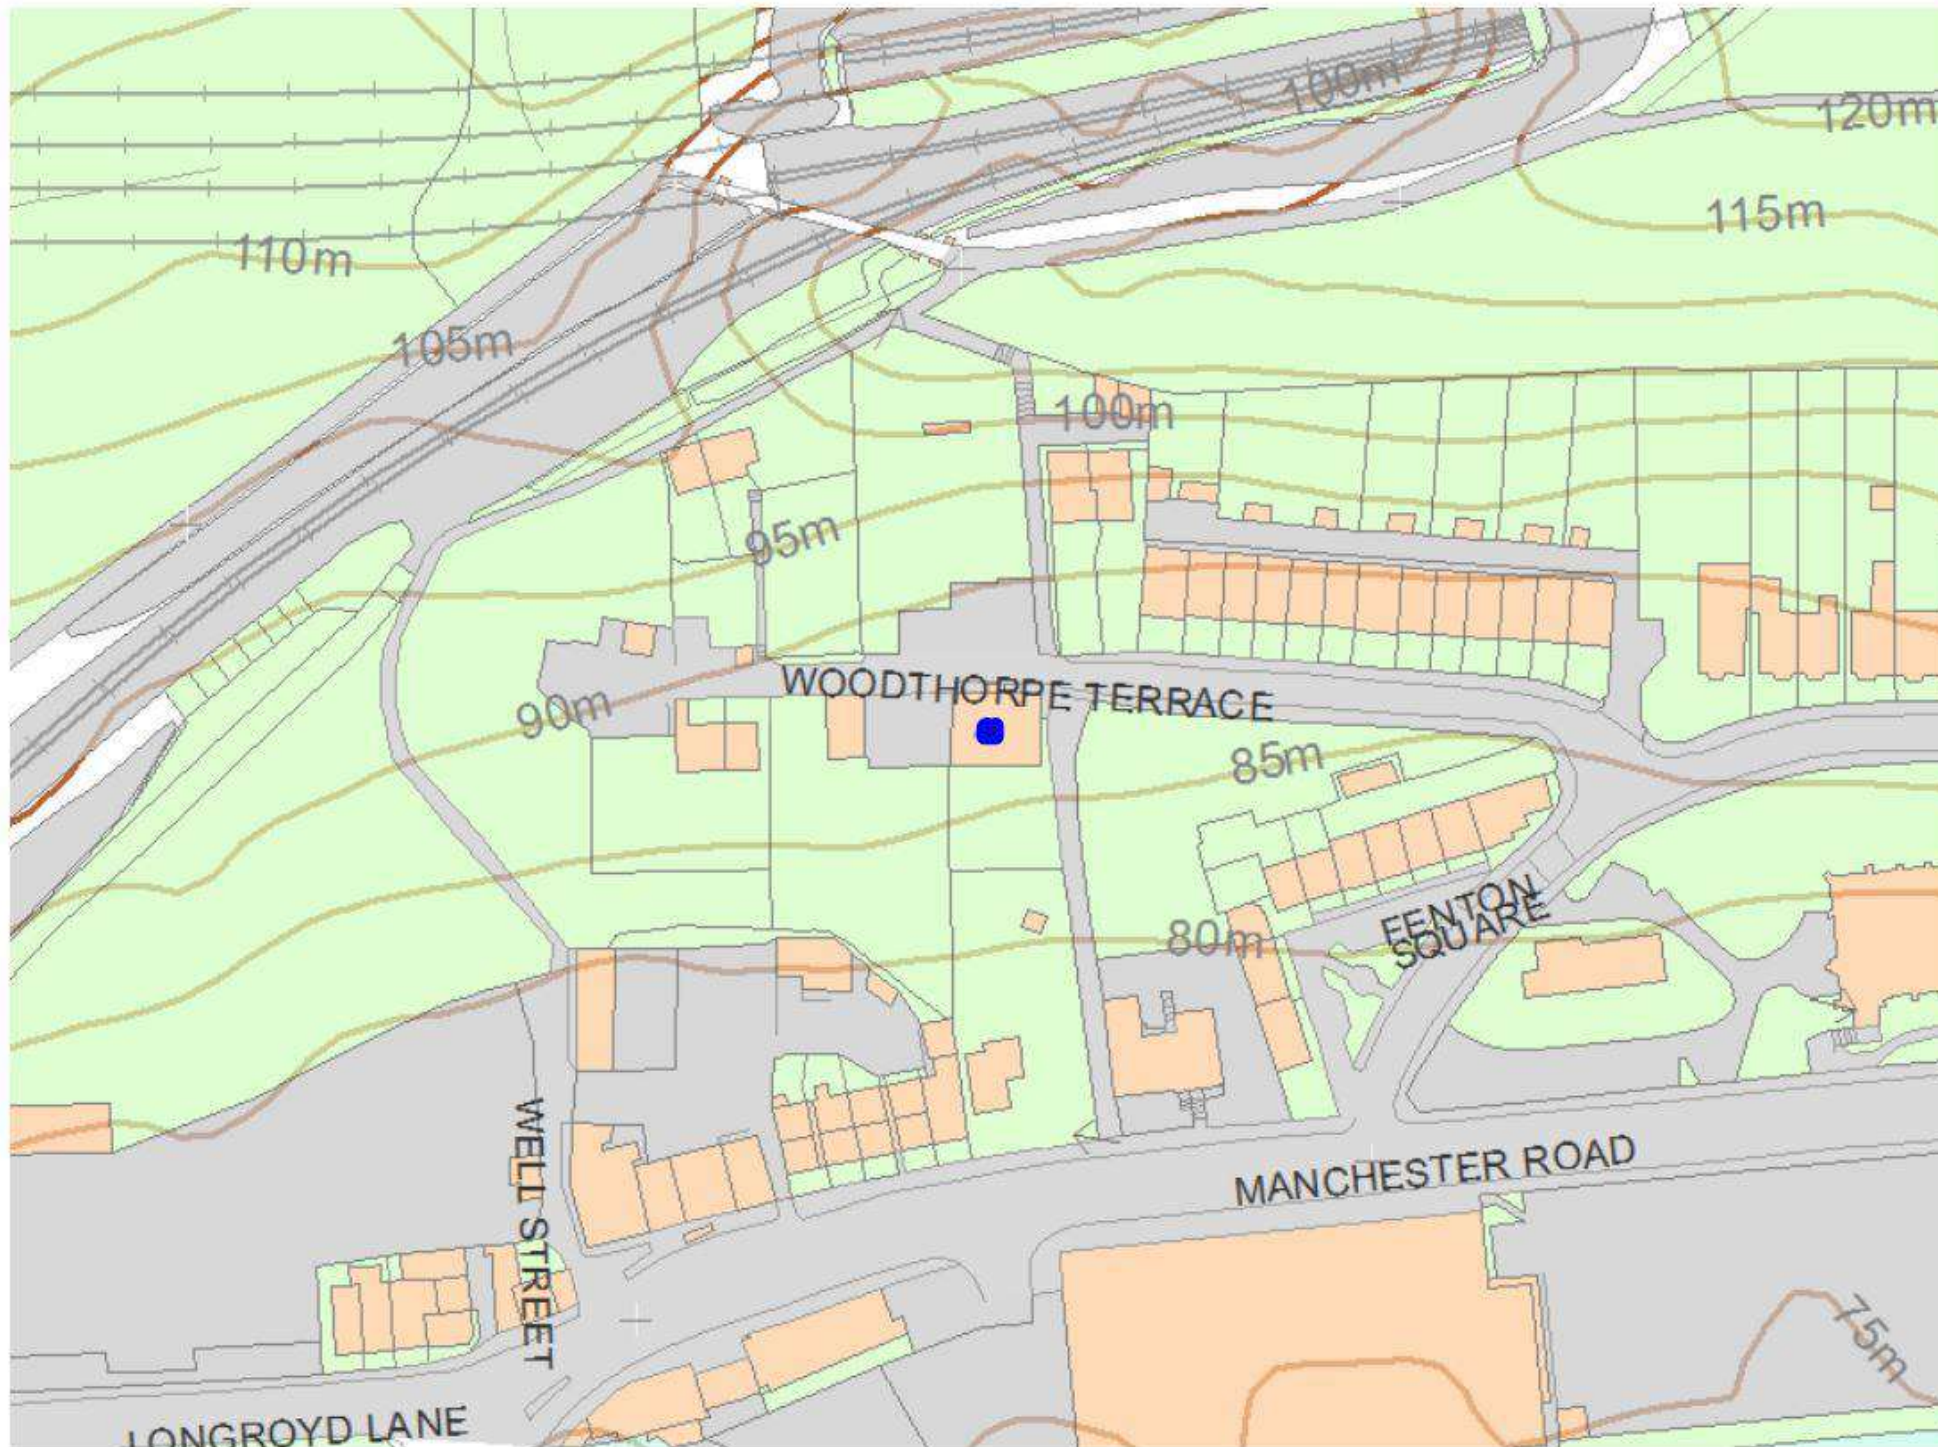 100m
120m
115m
110m
105m
100m
95m
WOODTHORPE TERRACE
90m
85m
FENTON
SQUARE
80m
WELL STREET
MANCHESTER ROAD
75m
LONGROYD LANE